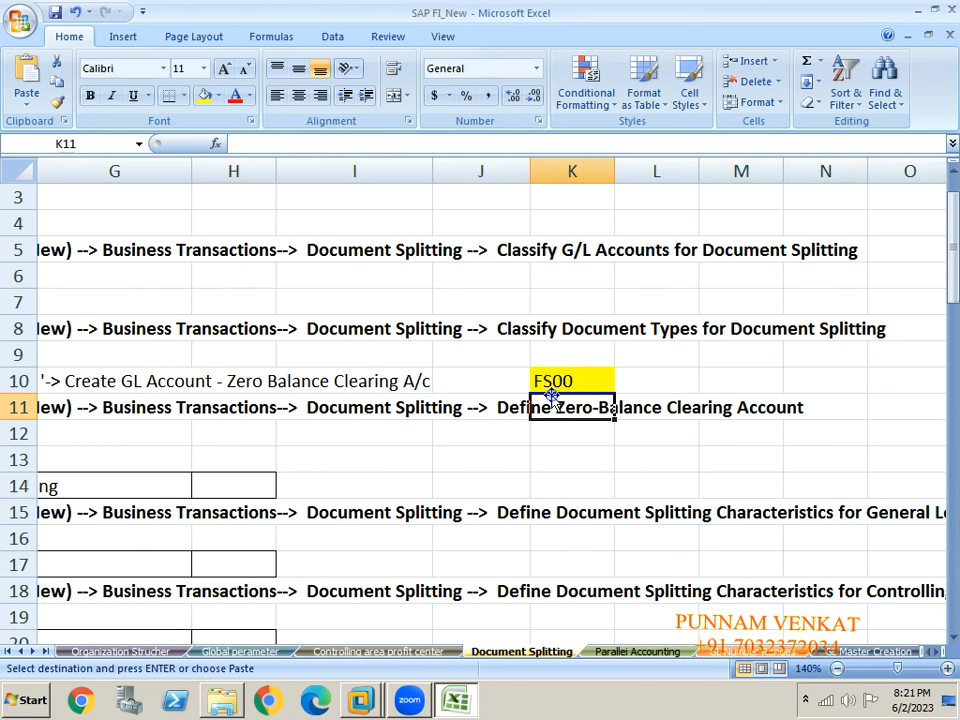 SAP FI_New - Microsoft Excel
Home Insert Page Layout Formulas Data Review View
Paste
Calibri 11 A A
B I U
General
$ % ,
Conditional Formatting
Format as Table
Cell Styles
Insert
Delete
Format
Sort & Filter
Find & Select
Clipboard Font Alignment Number Styles Cells Editing
K11 fx
G H I J K L M N O
3
4
5 lew) --> Business Transactions--> Document Splitting --> Classify G/L Accounts for Document Splitting
6
7
8 lew) --> Business Transactions--> Document Splitting --> Classify Document Types for Document Splitting
9
10 '-> Create GL Account - Zero Balance Clearing A/c FS00
11 lew) --> Business Transactions--> Document Splitting --> Define Zero-Balance Clearing Account
12
13
14 ng
15 lew) --> Business Transactions--> Document Splitting --> Define Document Splitting Characteristics for General Le
16
17
18 lew) --> Business Transactions--> Document Splitting --> Define Document Splitting Characteristics for Controllin
19
20
PUNNAM VENKAT
+91 7032372034
Organization Strucher Global perameter Controlling area profit center Document Splitting Parallel Accounting Master Creation
Select destination and press ENTER or choose Paste 140%
Start zoom 8:21 PM
6/2/2023